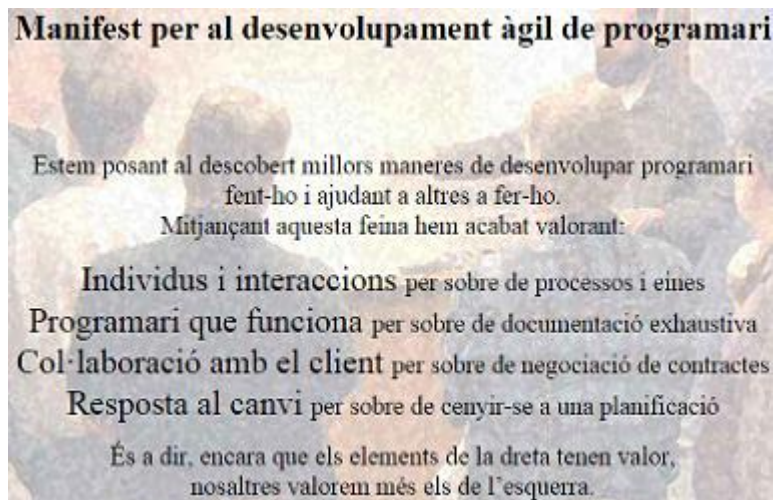 Manifest per al desenvolupament àgil de programari
Estem posant al descobert millors maneres de desenvolupar programari
fent-ho i ajudant a altres a fer-ho.
Mitjançant aquesta feina hem acabat valorant:
Individus i interaccions per sobre de processos i eines
Programari que funciona per sobre de documentació exhaustiva
Col·laboració amb el client per sobre de negociació de contractes
Resposta al canvi per sobre de cenyir-se a una planificació
És a dir, encara que els elements de la dreta tenen valor,
nosaltres valorem més els de l’esquerra.